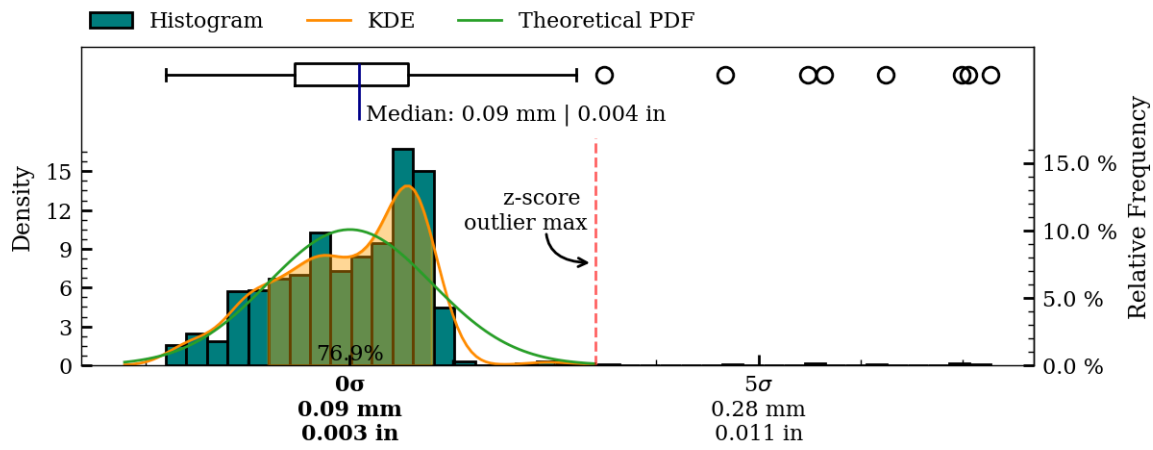 Histogram KDE Theoretical PDF
Median: 0.09 mm | 0.004 in
Density
15
12
9
6
3
0
z-score
outlier max
76.9%
15.0 %
10.0 %
5.0 %
0.0 %
Relative Frequency
0σ
0.09 mm
0.003 in
5σ
0.28 mm
0.011 in